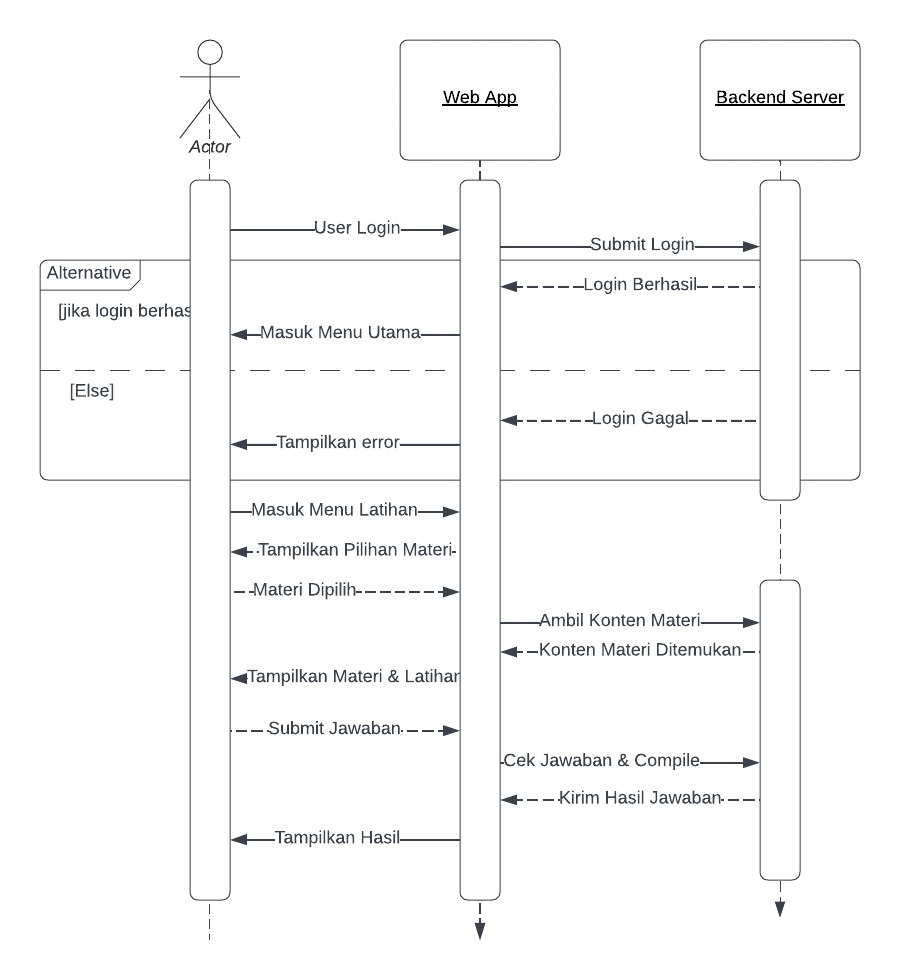 Actor
Web App
Backend Server
User Login
Submit Login
Alternative
Login Berhasil
[jika login berhas
Masuk Menu Utama
[Else]
Login Gagal
Tampilkan error
Masuk Menu Latihan
Tampilkan Pilihan Materi
Materi Dipilih
Ambil Konten Materi
Konten Materi Ditemukan
Tampilkan Materi & Latihan
Submit Jawaban
Cek Jawaban & Compile
Kirim Hasil Jawaban
Tampilkan Hasil